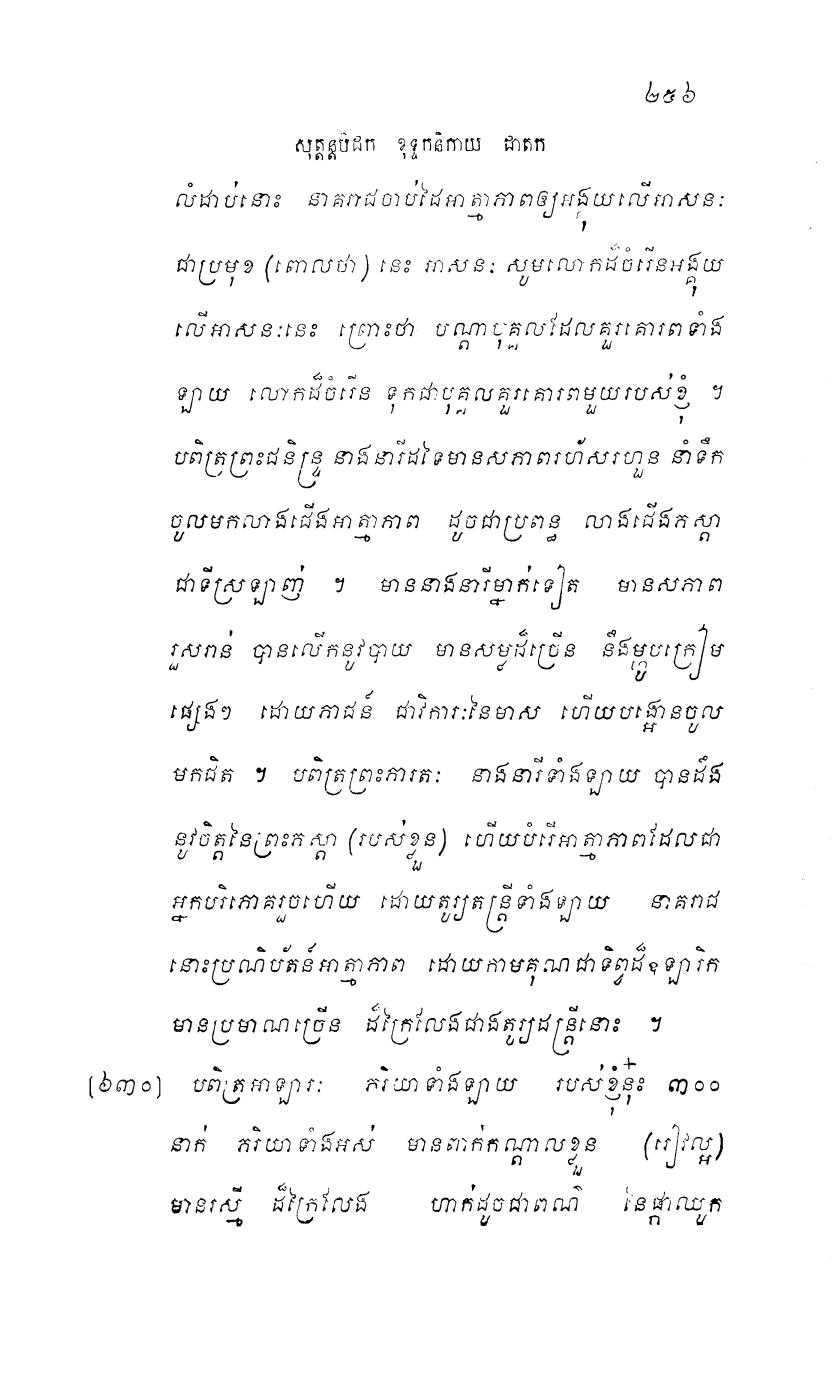 ២៥៦
សុត្តន្តបិដក ខុទ្ទកនិកាយ ជាតក
លំដាប់នោះ នាគរាជចាប់ដៃអាត្មាភាពឲ្យអង្គុយលើអាសនៈ
ជាប្រមុខ (ពោលថា) នេះ អាសនៈ សូមលោកដ៏ចំរើនអង្គុយ
លើអាសនៈនេះ ព្រោះថា បណ្តាបុគ្គលដែលគួរគោរពទាំង
ឡាយ លោកដ៏ចំរើន ទុកជាបុគ្គលគួរគោរពមួយរបស់ខ្ញុំ ។
បពិត្រព្រះជនិន្ទ្រ នាងនារីដទៃមានសភាពរហ័សរហួន នាំទឹក
ចូលមកលាងជើងអាត្មាភាព ដូចជាប្រពន្ធ លាងជើងភស្តា
ជាទីស្រឡាញ់ ។ មាននាងនារីម្នាក់ទៀត មានសភាព
រួសរាន់ បានលើកនូវបាយ មានសម្លដ៏ច្រើន នឹងម្ហូបក្រៀម
ផ្សេងៗ ដោយភាជន៍ ជាវិការៈនៃមាស ហើយបង្អោនចូល
មកជិត ។ បពិត្រព្រះភារតៈ នាងនារីទាំងឡាយ បានដឹង
នូវចិត្តនៃព្រះភស្តា (របស់ខ្លួន) ហើយបំរើអាត្មាភាពដែលជា
អ្នកបរិភោគរួចហើយ ដោយតូរ្យតន្ត្រីទាំងឡាយ នាគរាជ
នោះប្រណិបត័ន៍អាត្មាភាព ដោយកាមគុណជាទិព្វដ៏ឧឡារិក
មានប្រមាណច្រើន ដ៏ក្រៃលែងជាងតូរ្យដន្ត្រីនោះ ។
(៦៣០) បពិត្រអាឡារៈ ភរិយាទាំងឡាយ របស់ខ្ញុំនុ៎ះ ៣០០
នាក់ ភរិយាទាំងអស់ មានពាក់កណ្តាលខ្លួន (រៀវល្អ)
មានរស្មី ដ៏ក្រៃលែង ហាក់ដូចជាពណ៌ នៃផ្កាឈូក